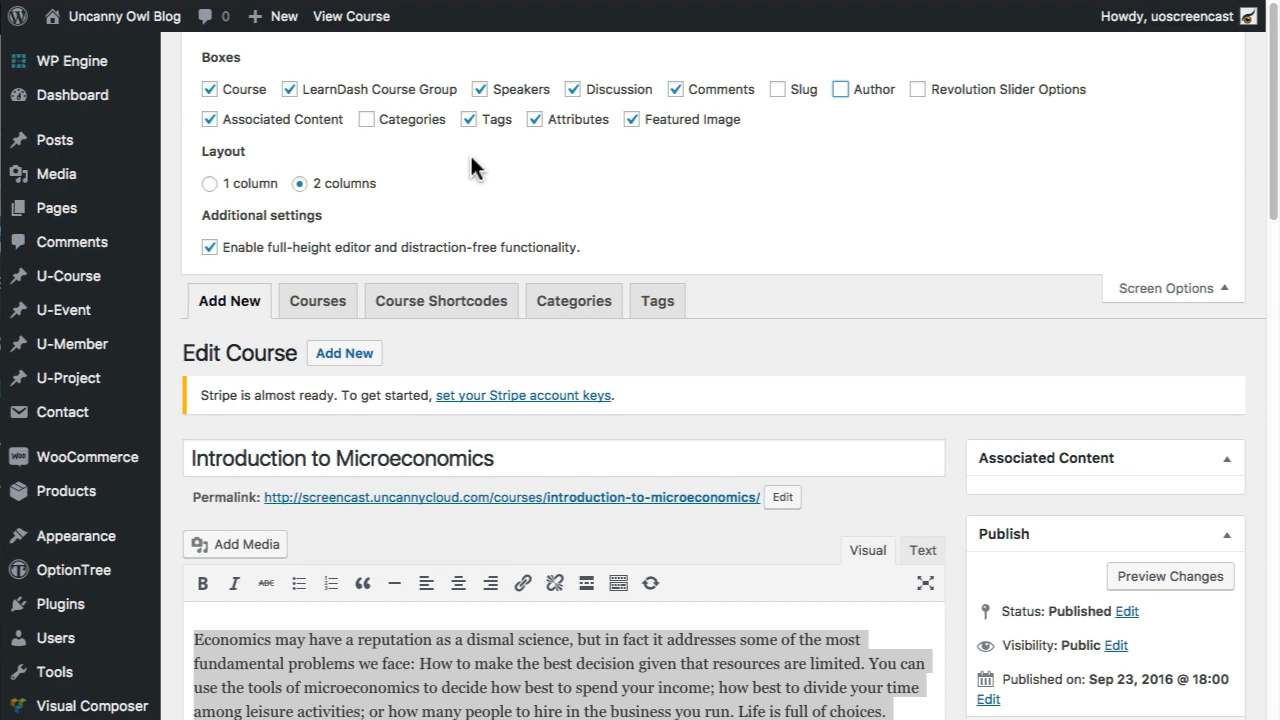 Uncanny Owl Blog 0 New View Course Howdy, uoscreencast
WP Engine
Dashboard
Posts
Media
Pages
Comments
U-Course
U-Event
U-Member
U-Project
Contact
WooCommerce
Products
Appearance
OptionTree
Plugins
Users
Tools
Visual Composer
Boxes
Course LearnDash Course Group Speakers Discussion Comments Slug Author Revolution Slider Options
Associated Content Categories Tags Attributes Featured Image
Layout
1 column 2 columns
Additional settings
Enable full-height editor and distraction-free functionality.
Screen Options
Add New Courses Course Shortcodes Categories Tags
Edit Course Add New
Stripe is almost ready. To get started, set your Stripe account keys.
Introduction to Microeconomics
Permalink: http://screencast.uncannycloud.com/courses/introduction-to-microeconomics/ Edit
Add Media
Visual Text
B I ABC
Economics may have a reputation as a dismal science, but in fact it addresses some of the most
fundamental problems we face: How to make the best decision given that resources are limited. You can
use the tools of microeconomics to decide how best to spend your income; how best to divide your time
among leisure activities; or how many people to hire in the business you run. Life is full of choices.
Associated Content
Publish
Preview Changes
Status: Published Edit
Visibility: Public Edit
Published on: Sep 23, 2016 @ 18:00
Edit